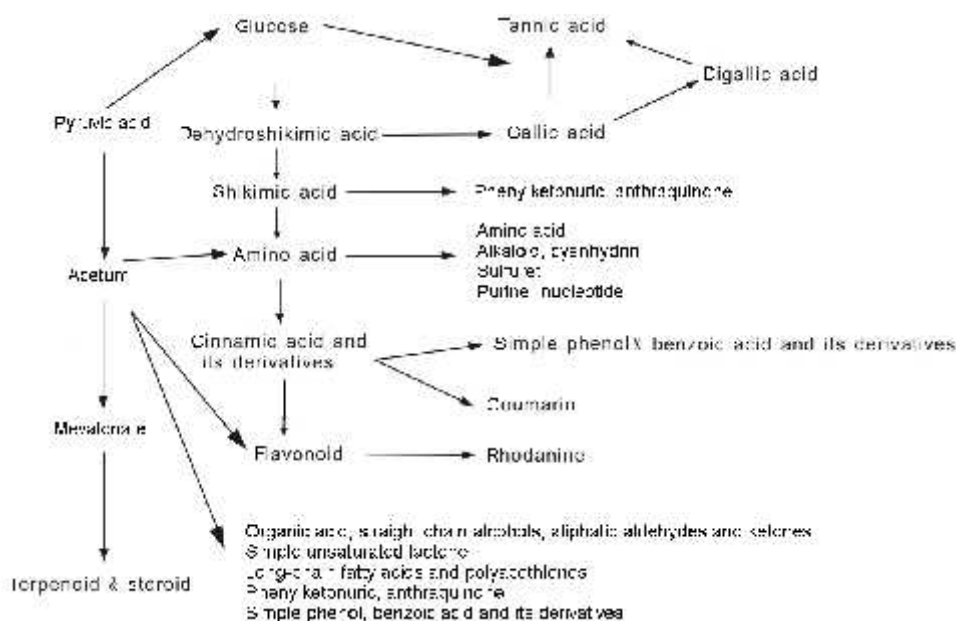 Glucose
Tannic acid
Digallic acid
Pyruvic acid
Dehydroshikimic acid
Gallic acid
Shikimic acid
Pheny ketonuric, anthraquinone
Amino acid
Alkaloid, cyanhydrin
Amino acid
Sulfuret
Acetum
Purine nucleotide
Cinnamic acid and
its derivatives
Simple phenol, benzoic acid and its derivatives
Coumarin
Mevalonate
Flavonoid
Rhodanine
Organic acid, straight chain alcohols, aliphatic aldehydes and ketones
Simple unsaturated lactone
Long-chain fatty acids and
Terpenoid & steroid
Pheny ketonuric, anthraquinone
Simple phenol, benzoic acid and its derivatives